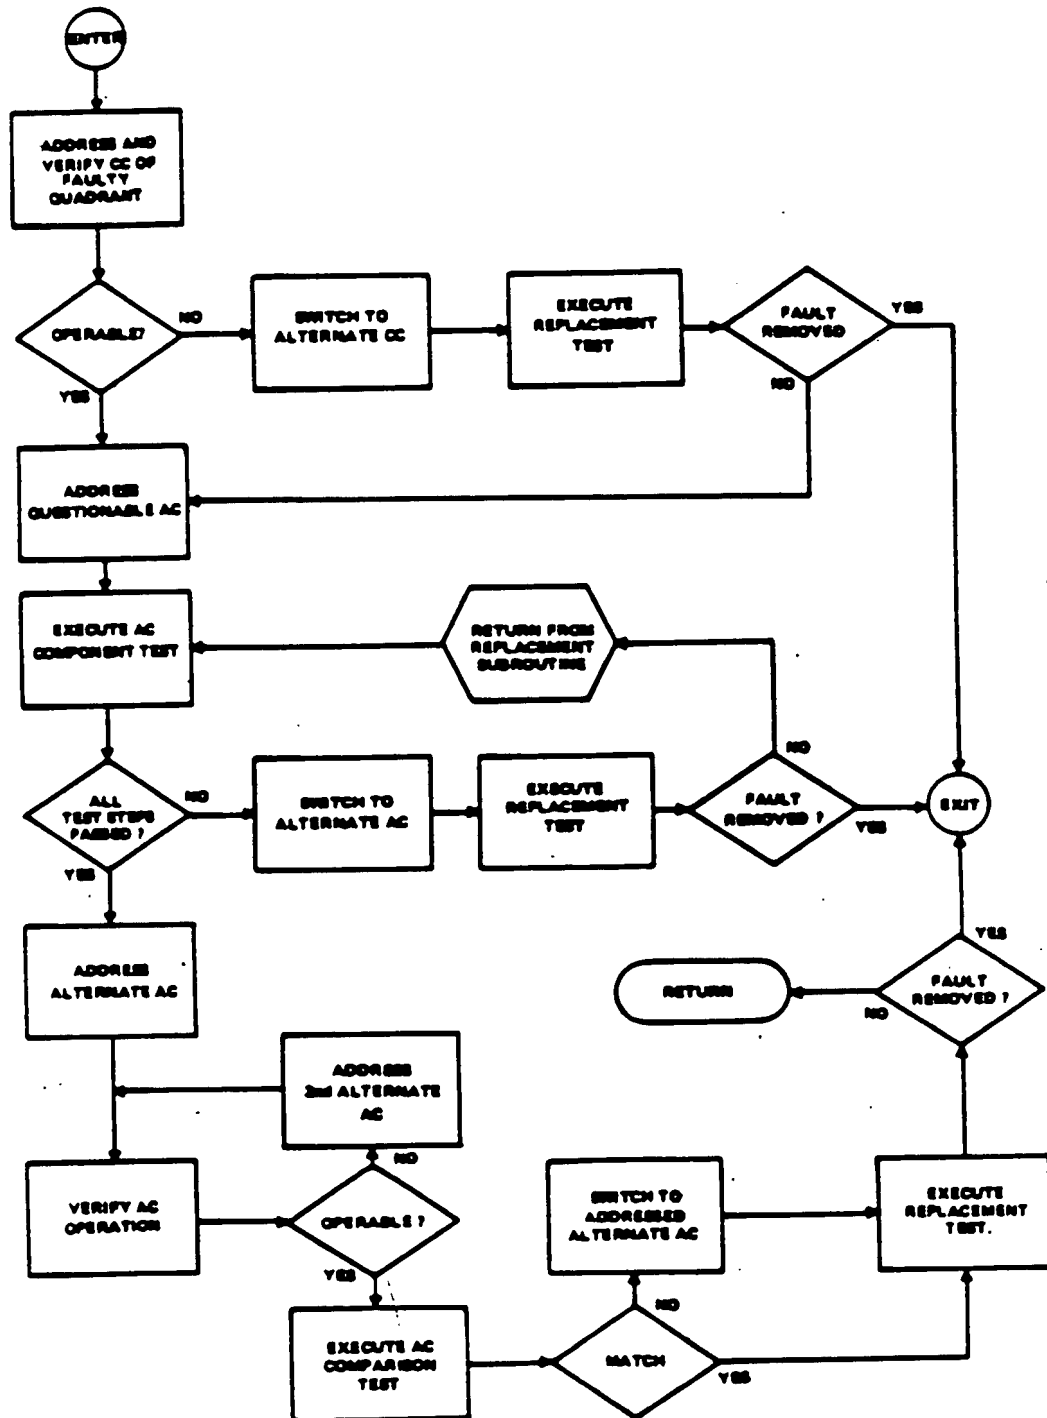 ENTER
ADDRESS AND
VERIFY CC OF
FAULTY
QUADRANT
OPERABLE?
NO
YES
SWITCH TO
ALTERNATE CC
EXECUTE
REPLACEMENT
TEST
FAULT
REMOVED
YES
NO
ADDRESS
QUESTIONABLE AC
EXECUTE AC
COMPONENT TEST
RETURN FROM
REPLACEMENT
SUBROUTINE
ALL
TEST STEPS
PASSED ?
NO
YES
SWITCH TO
ALTERNATE AC
EXECUTE
REPLACEMENT
TEST
NO
FAULT
REMOVED ?
YES
EXIT
ADDRESS
ALTERNATE AC
RETURN
YES
FAULT
REMOVED ?
NO
ADDRESS
2nd ALTERNATE
AC
NO
VERIFY AC
OPERATION
OPERABLE ?
YES
SWITCH TO
ADDRESSED
ALTERNATE AC
EXECUTE
REPLACEMENT
TEST.
NO
EXECUTE AC
COMPARISON
TEST
MATCH
YES